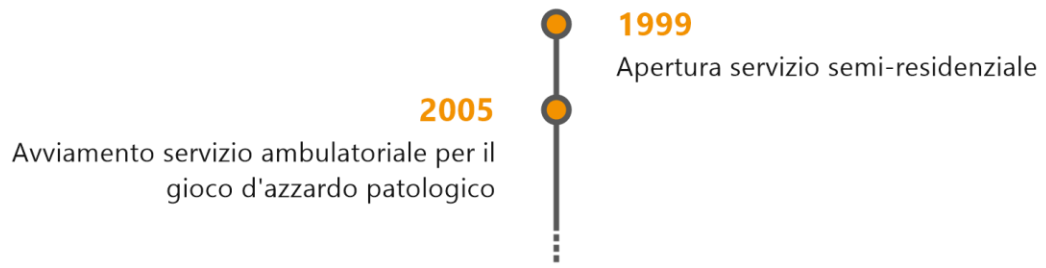 1999
Apertura servizio semi-residenziale
2005
Avviamento servizio ambulatoriale per il
gioco d'azzardo patologico